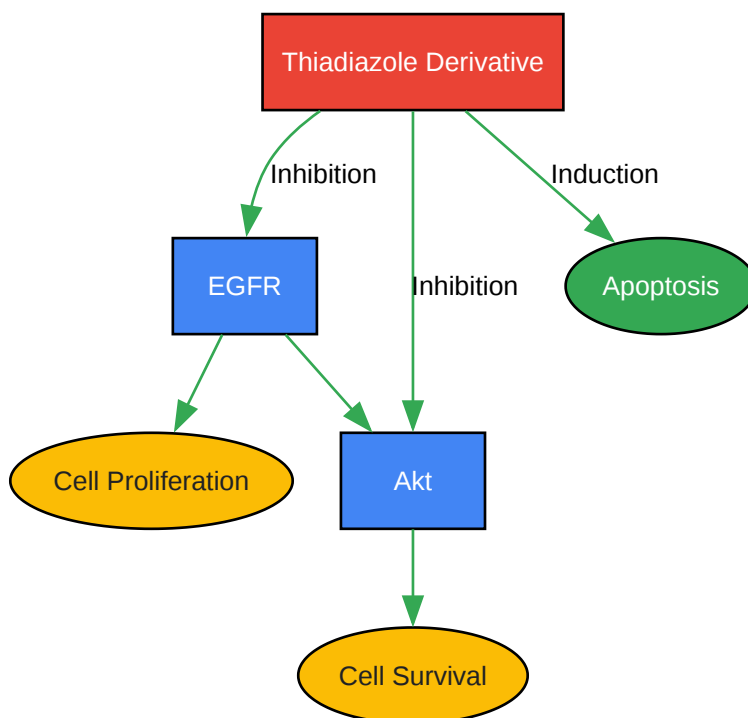 Thiadiazole Derivative
Inhibition
Induction
EGFR
Inhibition
Apoptosis
Cell Proliferation
Akt
Cell Survival